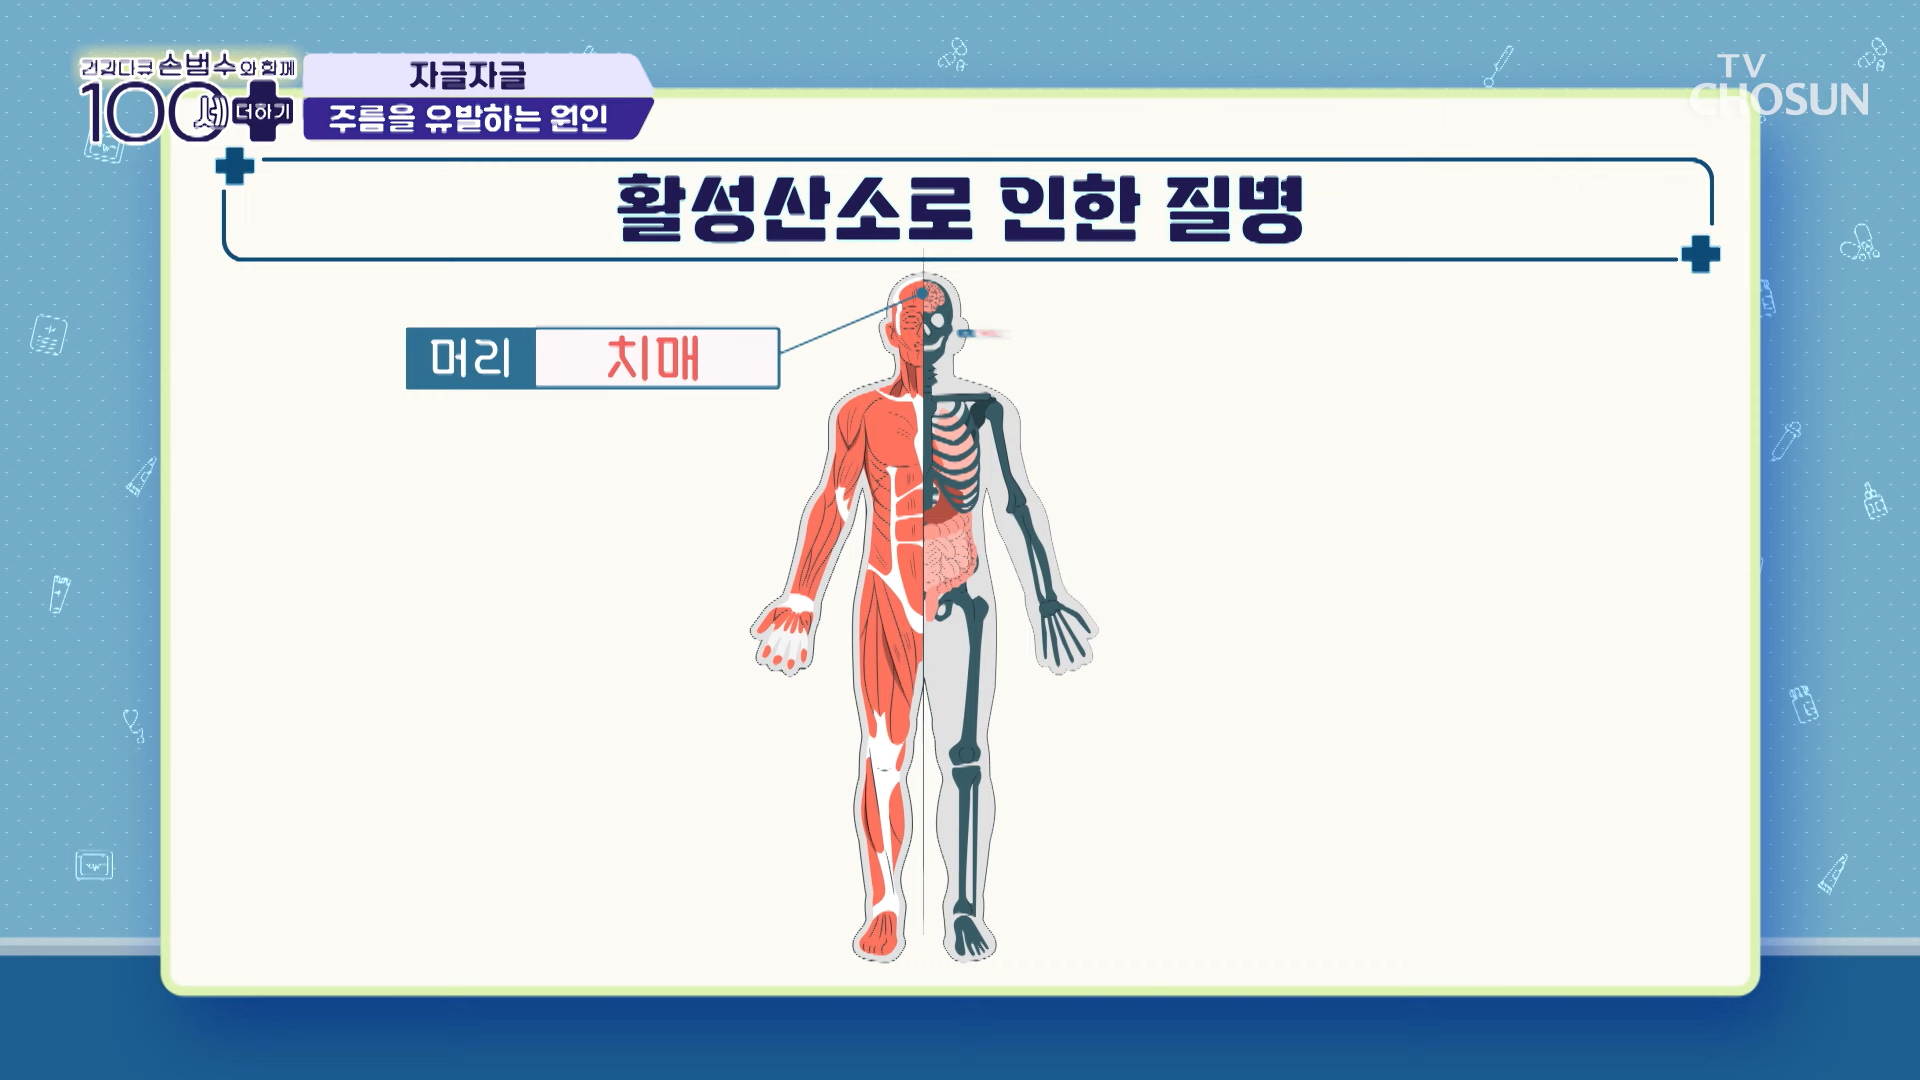 건강다큐 손범수와 함께
100세 더하기
자글자글
주름을 유발하는 원인
TV
CHOSUN
활성산소로 인한 질병
머리 치매